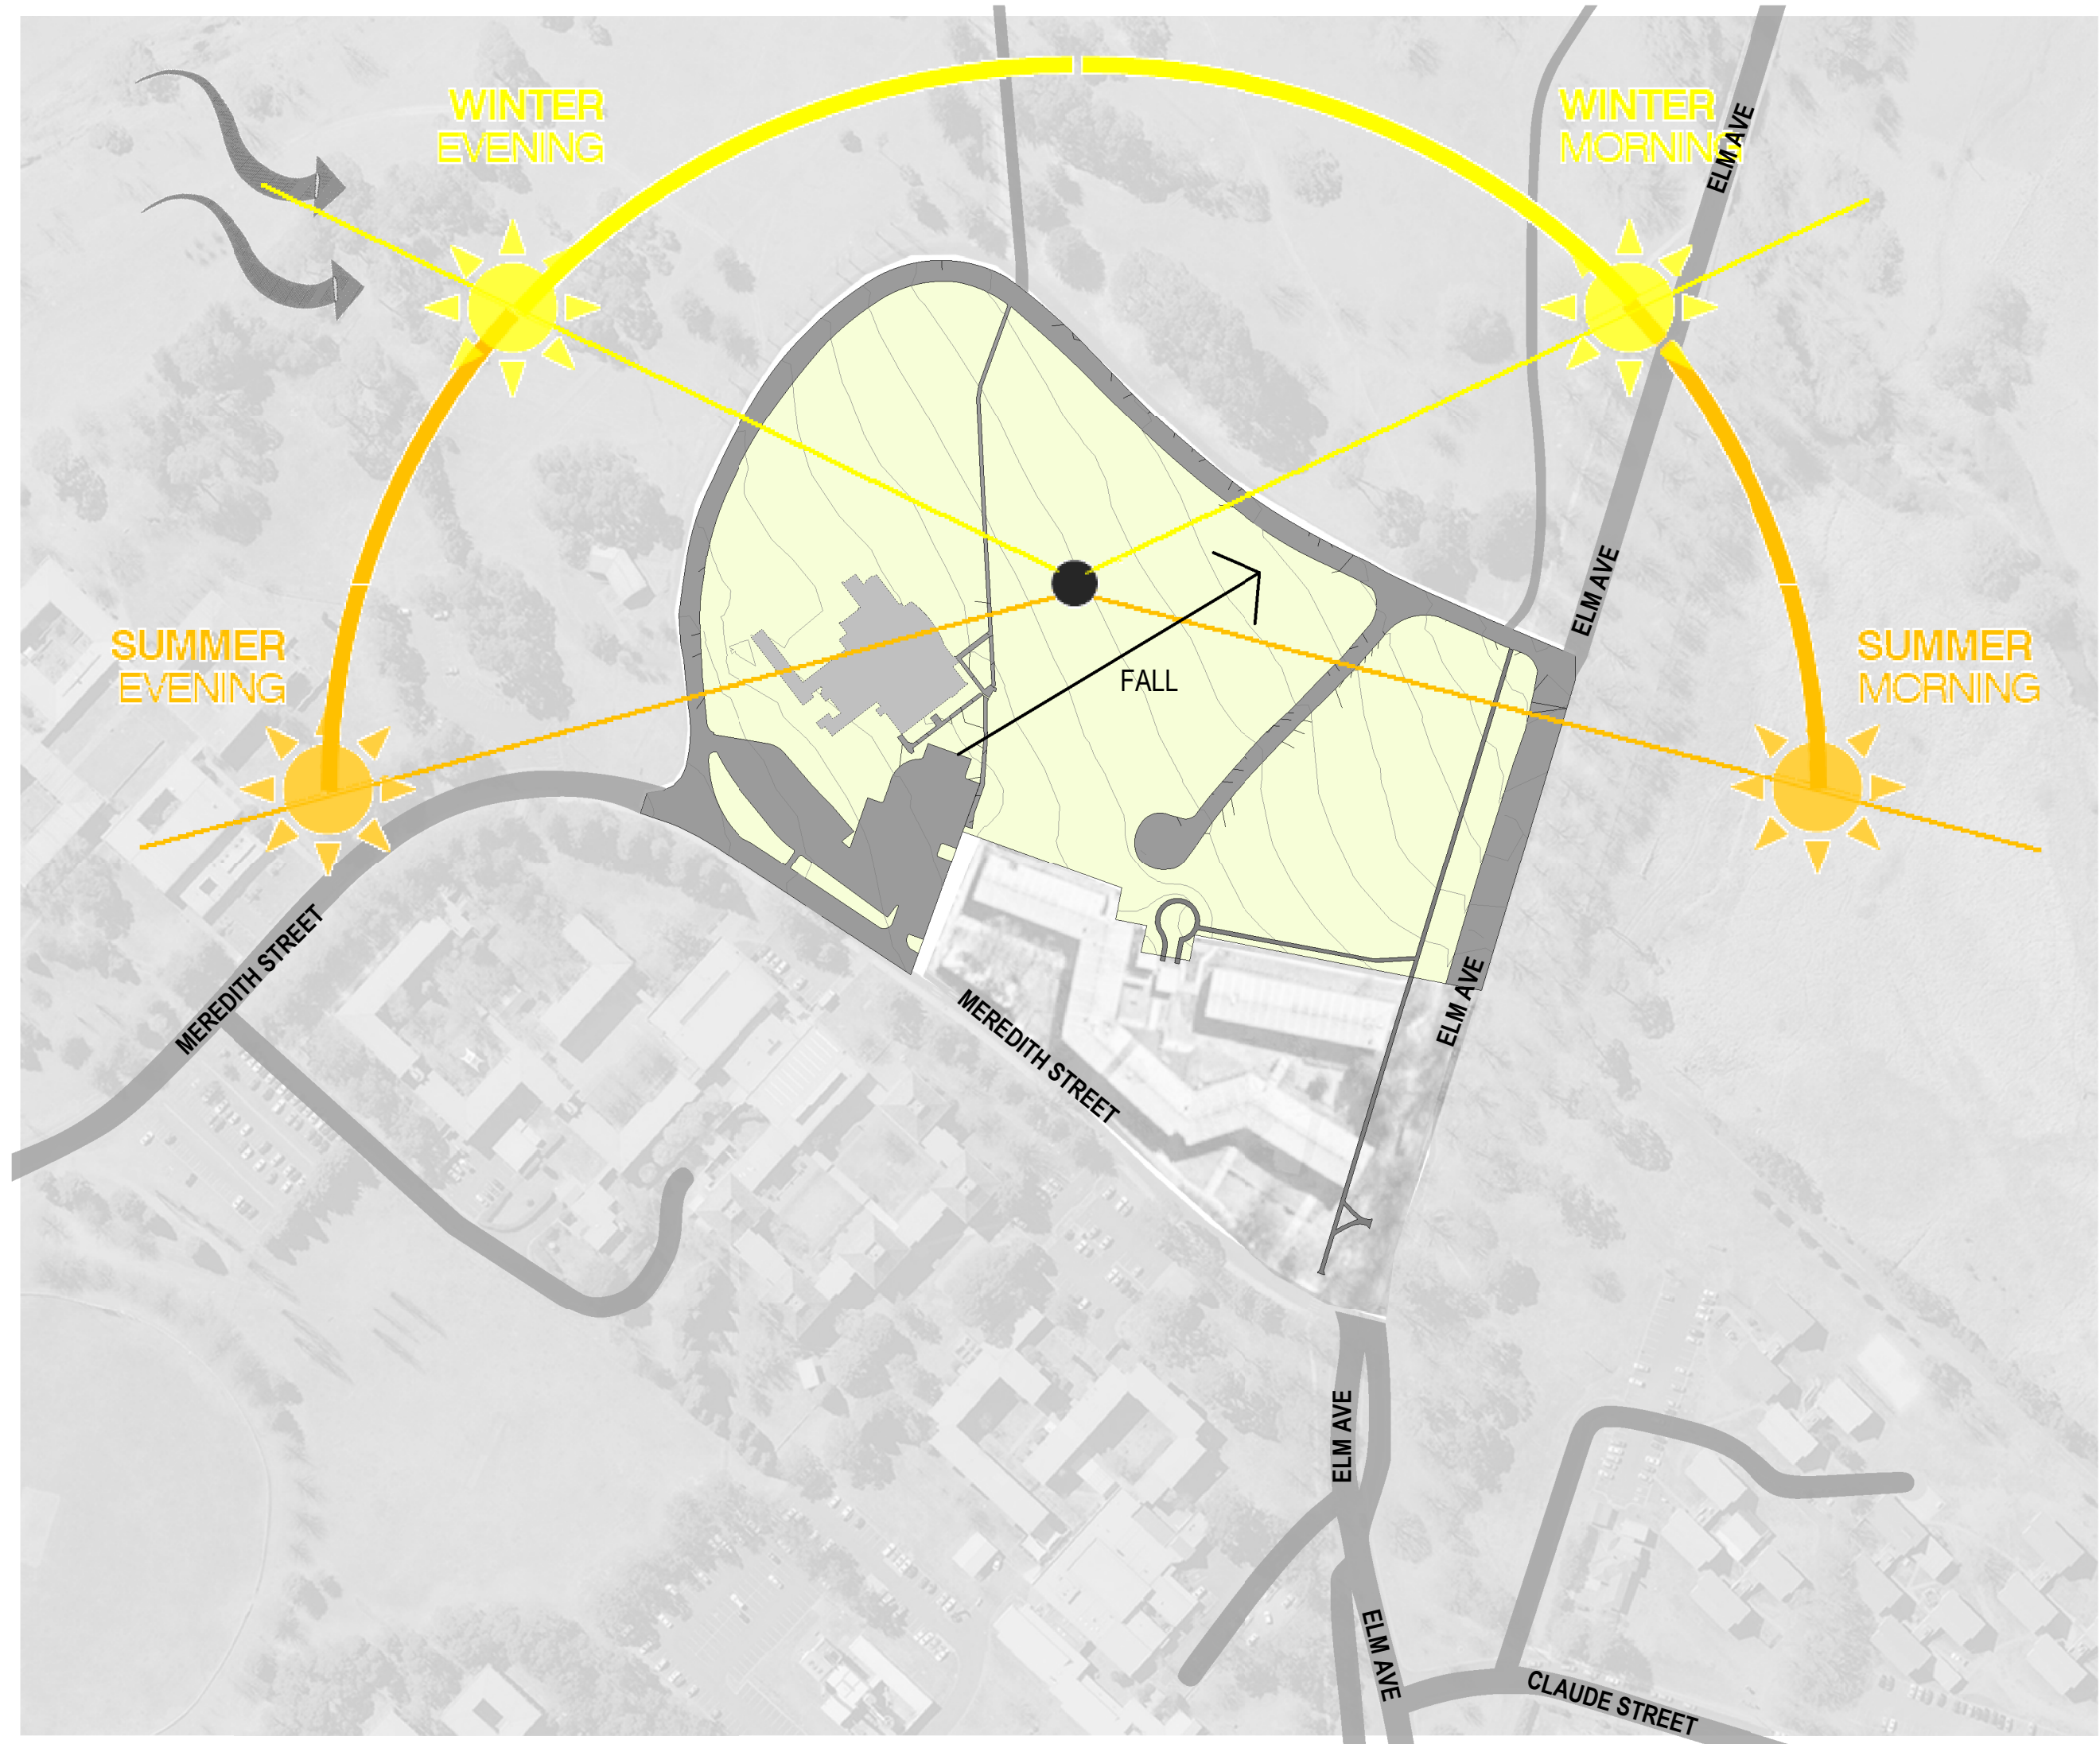 WINTER
EVENING
WINTER
MORNING
ELM AVE
ELM AVE
SUMMER
EVENING
SUMMER
MORNING
FALL
MEREDITH STREET
MEREDITH STREET
ELM AVE
ELM AVE
ELM AVE
CLAUDE STREET